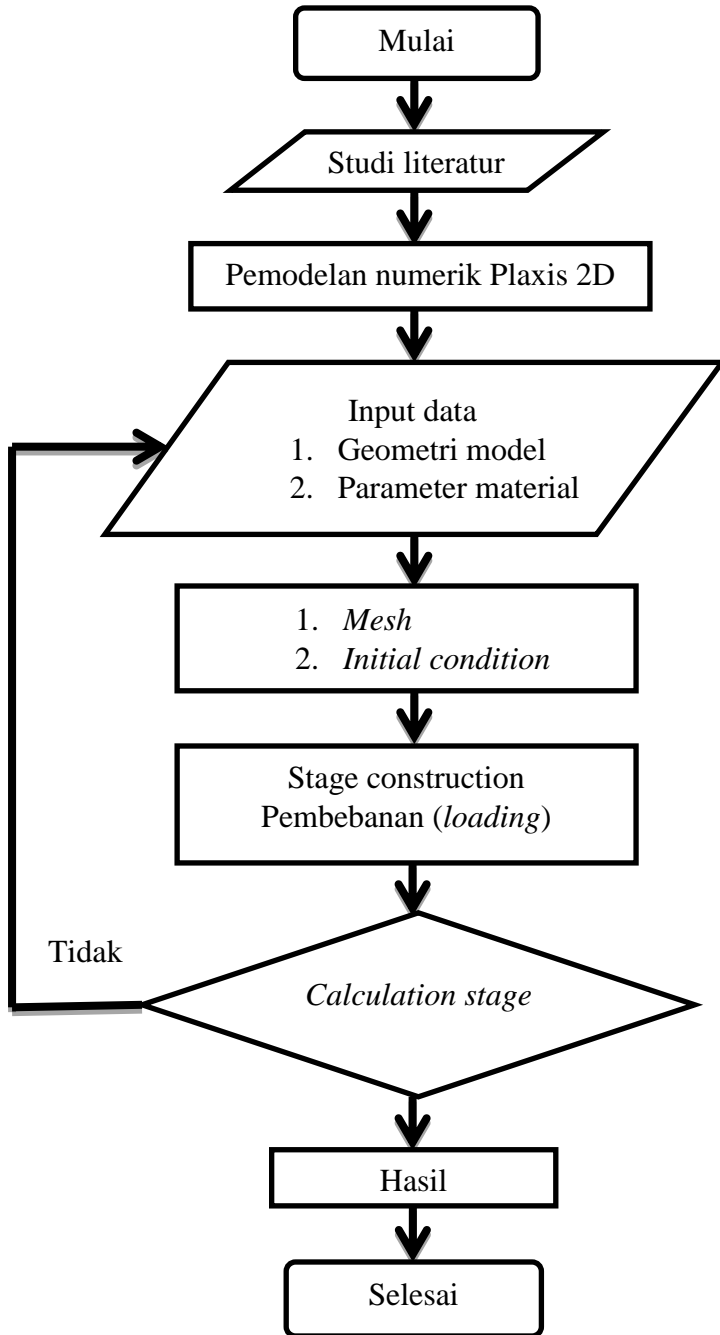 Mulai
Studi literatur
Pemodelan numerik Plaxis 2D
Input data
1. Geometri model
2. Parameter material
1. Mesh
2. Initial condition
Stage construction
Pembebanan (loading)
Tidak
Calculation stage
Hasil
Selesai